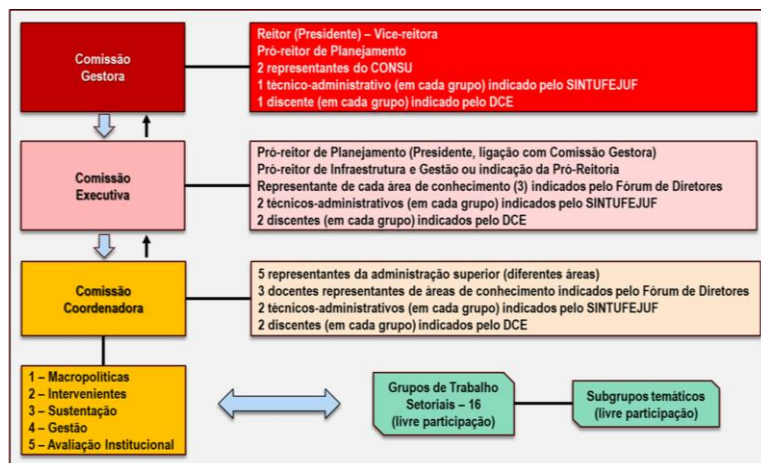 Comissão
Gestora
Reitor (Presidente) – Vice-reitora
Pró-reitor de Planejamento
2 representantes do CONSU
1 técnico-administrativo (em cada grupo) indicado pelo SINTUFEJUF
1 discente (em cada grupo) indicado pelo DCE
Comissão
Executiva
Pró-reitor de Planejamento (Presidente, ligação com Comissão Gestora)
Pró-reitor de Infraestrutura e Gestão ou indicação da Pró-Reitoria
Representante de cada área de conhecimento (3) indicados pelo Fórum de Diretores
2 técnicos-administrativos (em cada grupo) indicados pelo SINTUFEJUF
2 discentes (em cada grupo) indicados pelo DCE
Comissão
Coordenadora
5 representantes da administração superior (diferentes áreas)
3 docentes representantes de áreas de conhecimento indicados pelo Fórum de Diretores
2 técnicos-administrativos (em cada grupo) indicados pelo SINTUFEJUF
2 discentes (em cada grupo) indicados pelo DCE
1 – Macropolíticas
2 – Intervenientes
3 – Sustentação
4 – Gestão
5 – Avaliação Institucional
Grupos de Trabalho
Setoriais – 16
(livre participação)
Subgrupos temáticos
(livre participação)